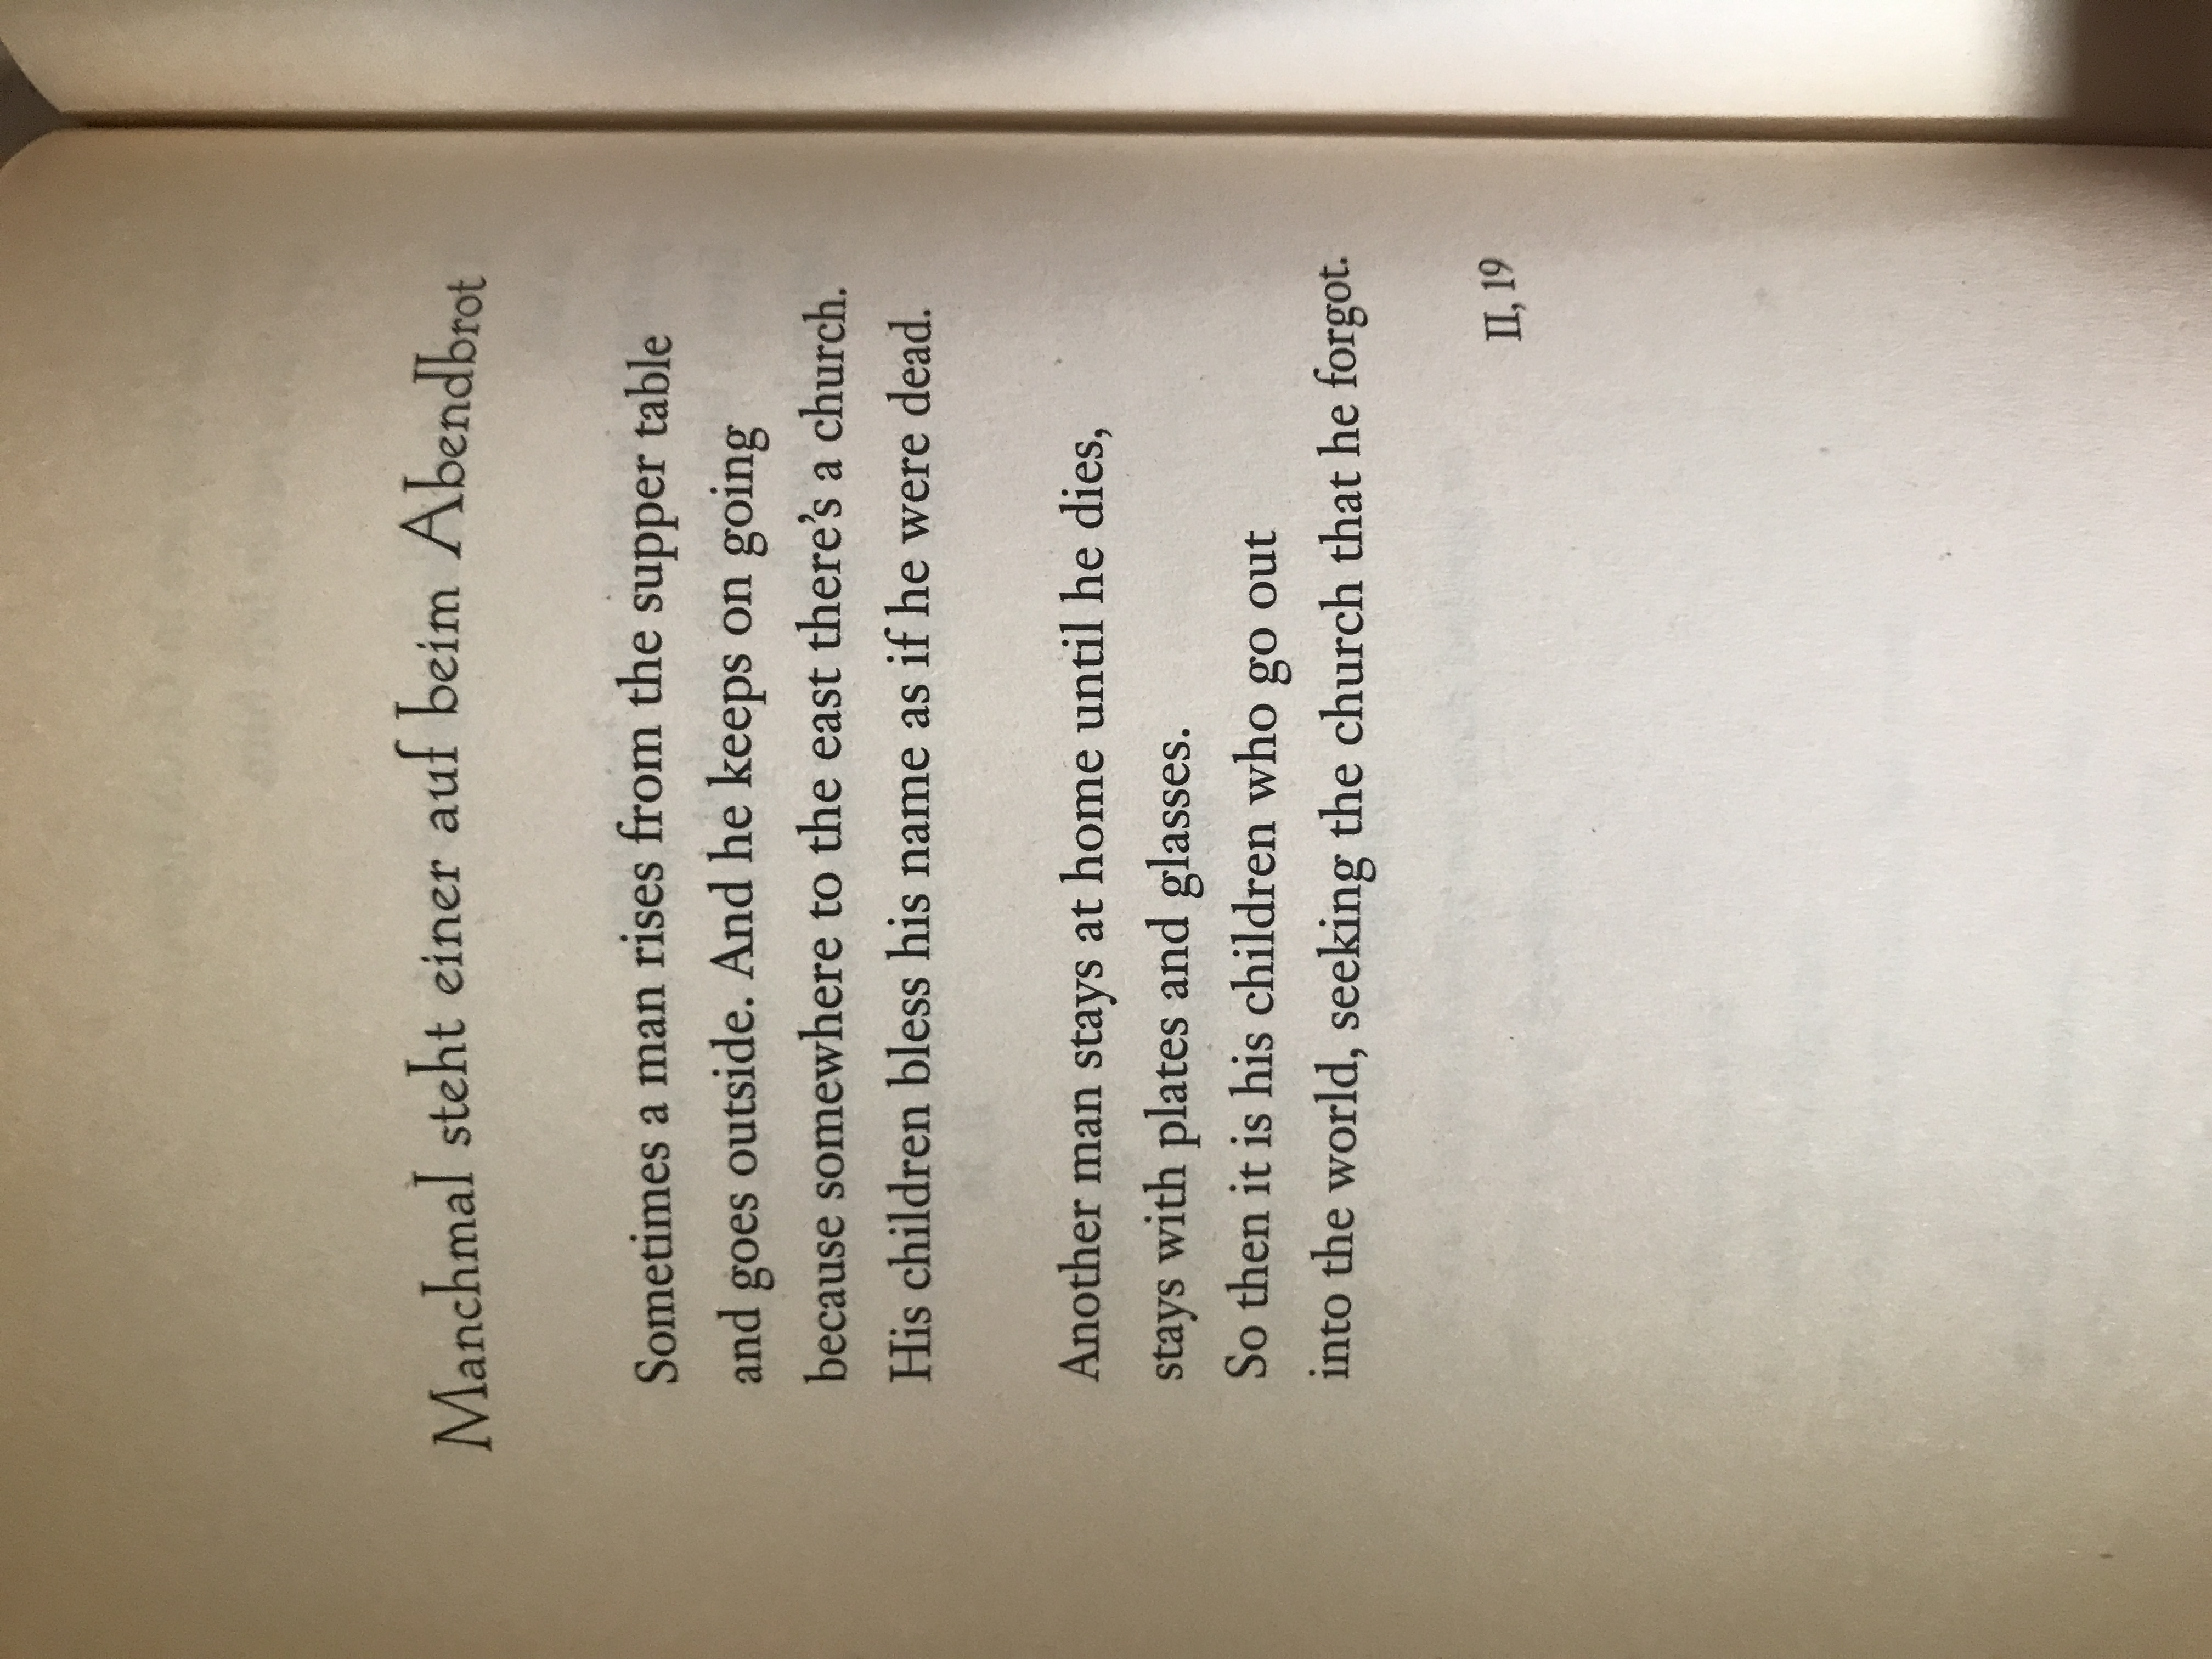 Manchmal steht einer auf beim Abendbrot
Sometimes a man rises from the supper table
and goes outside. And he keeps on going
because somewhere to the east there’s a church.
His children bless his name as if he were dead.
Another man stays at home until he dies,
stays with plates and glasses.
So then it is his children who go out
into the world, seeking the church that he forgot.
II, 19